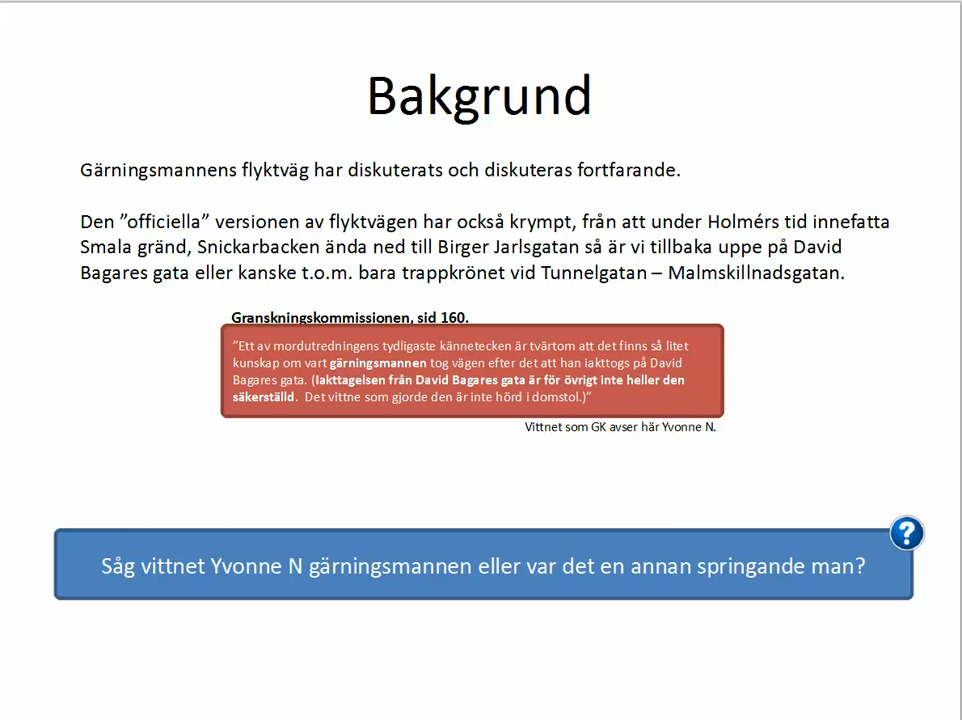 Bakgrund
Gärningsmannens flyktväg har diskuterats och diskuteras fortfarande.
Den ”officiella” versionen av flyktvägen har också krympt, från att under Holmérs tid innefatta
Smala gränd, Snickarbacken ända ned till Birger Jarlsgatan så är vi tillbaka uppe på David
Bagares gata eller kanske t.o.m. bara trappkrönet vid Tunnelgatan – Malmskillnadsgatan.
Granskningskommissionen, sid 160.
”Ett av mordutredningens tydligaste kännetecken är tvärtom att det finns så litet
kunskap om vart gärningsmannen tog vägen efter det att han iakttogs på David
Bagares gata. (Iakttagelsen från David Bagares gata är för övrigt inte heller den
säkerställd. Det vittne som gjorde den är inte hörd i domstol.)”
Vittnet som GK avser här Yvonne N.
?
Såg vittnet Yvonne N gärningsmannen eller var det en annan springande man?